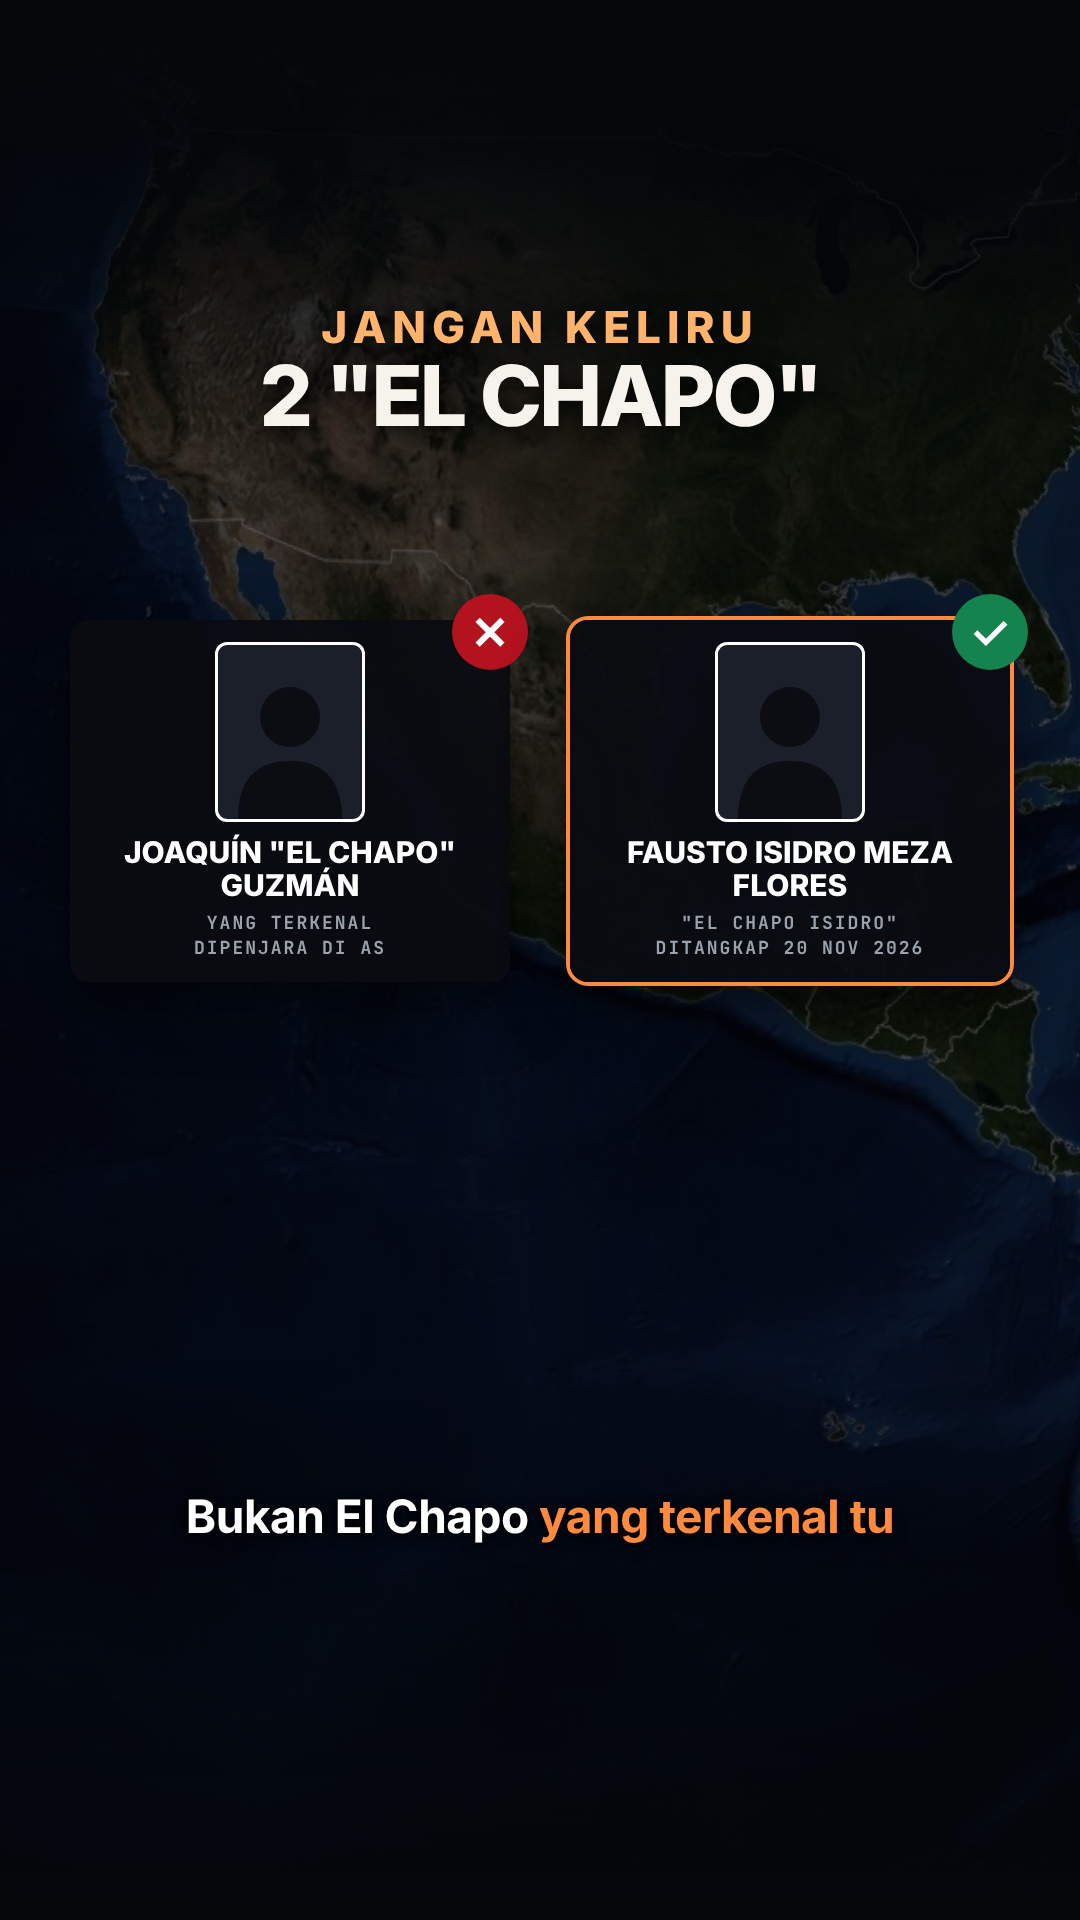 JANGAN KELIRU
2 "EL CHAPO"
JOAQUÍN "EL CHAPO"
GUZMÁN
YANG TERKENAL
DIPENJARA DI AS
FAUSTO ISIDRO MEZA
FLORES
"EL CHAPO ISIDRO"
DITANGKAP 20 NOV 2026
Bukan El Chapo yang terkenal tu